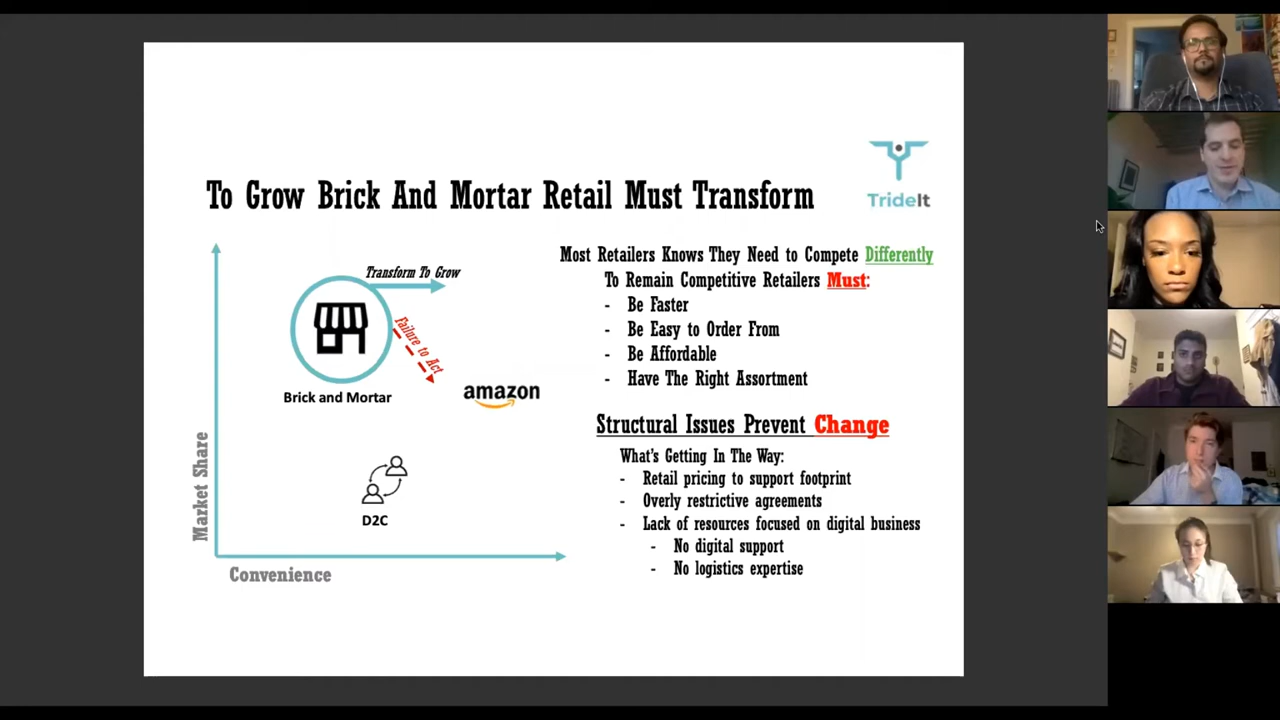 To Grow Brick And Mortar Retail Must Transform
TrideIt
Transform To Grow
Failure to Act
Brick and Mortar
amazon
D2C
Market Share
Convenience
Most Retailers Knows They Need to Compete Differently
To Remain Competitive Retailers Must:
- Be Faster
- Be Easy to Order From
- Be Affordable
- Have The Right Assortment
Structural Issues Prevent Change
What's Getting In The Way:
- Retail pricing to support footprint
- Overly restrictive agreements
- Lack of resources focused on digital business
- No digital support
- No logistics expertise